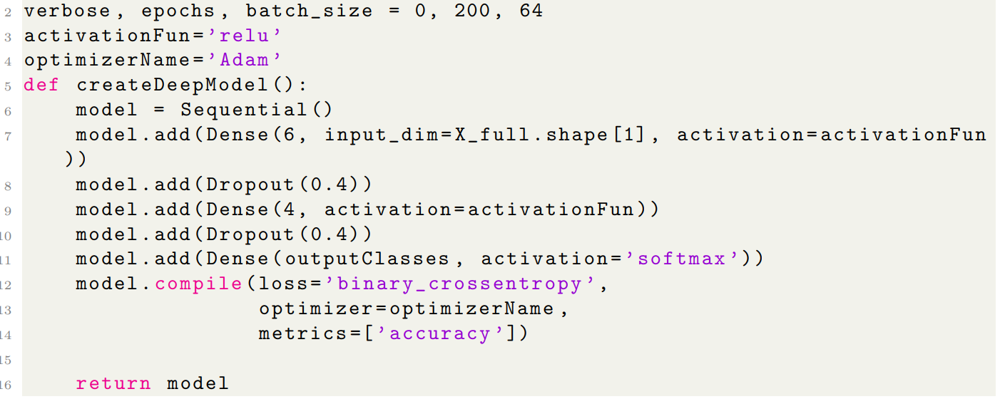 2 verbose, epochs, batch_size = 0, 200, 64
3 activationFun=’relu’
4 optimizerName=’Adam’
5 def createDeepModel():
6 model = Sequential()
7 model.add(Dense(6, input_dim=X_full.shape[1], activation=activationFun
))
8 model.add(Dropout(0.4))
9 model.add(Dense(4, activation=activationFun))
10 model.add(Dropout(0.4))
11 model.add(Dense(outputClasses, activation=’softmax’))
12 model.compile(loss=’binary_crossentropy’,
13 optimizer=optimizerName,
14 metrics=[’accuracy’])
15
16 return model